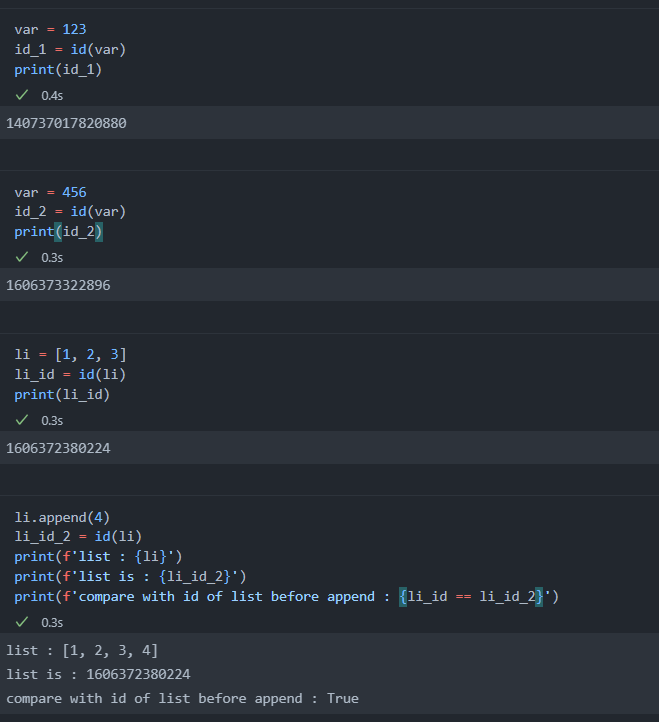 var = 123
id_1 = id(var)
print(id_1)
0.4s
140737017820880
var = 456
id_2 = id(var)
print(id_2)
0.3s
1606373322896
li = [1, 2, 3]
li_id = id(li)
print(li_id)
0.3s
1606372380224
li.append(4)
li_id_2 = id(li)
print(f'list : {li}')
print(f'list is : {li_id_2}')
print(f'compare with id of list before append : {li_id == li_id_2}')
0.3s
list : [1, 2, 3, 4]
list is : 1606372380224
compare with id of list before append : True